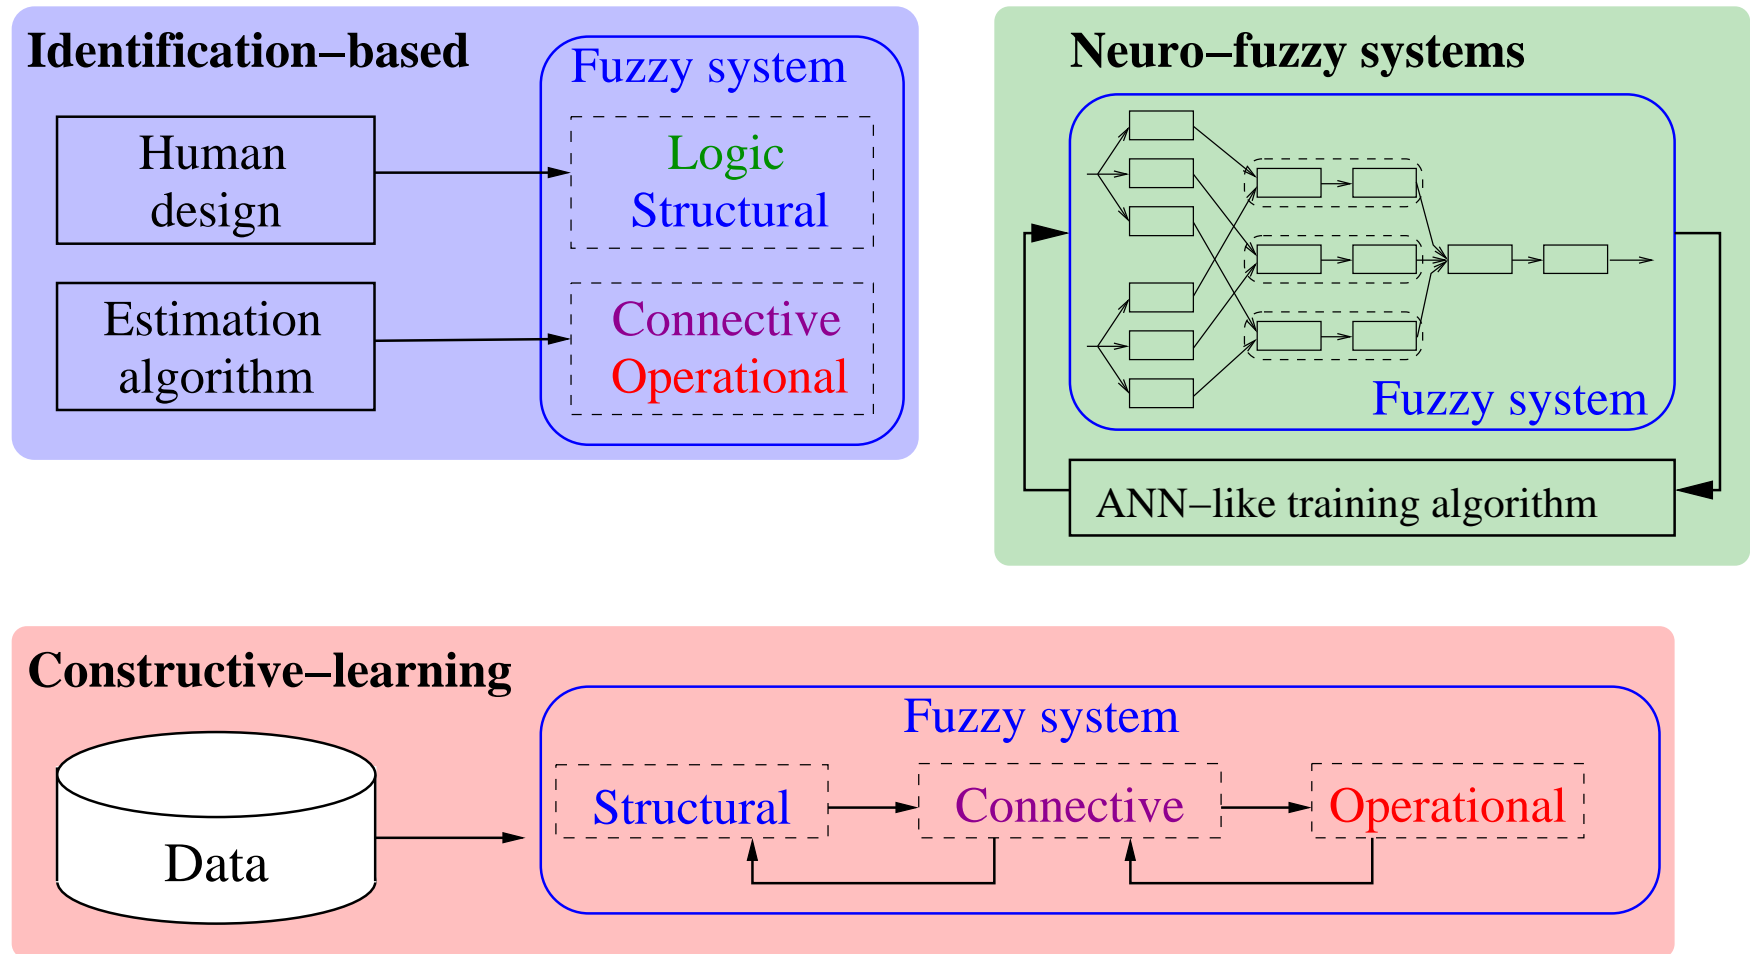 Identification–based
Fuzzy system
Human
design
Logic
Structural
Estimation
algorithm
Connective
Operational
Neuro–fuzzy systems
Fuzzy system
ANN–like training algorithm
Constructive–learning
Fuzzy system
Data
Structural
Connective
Operational